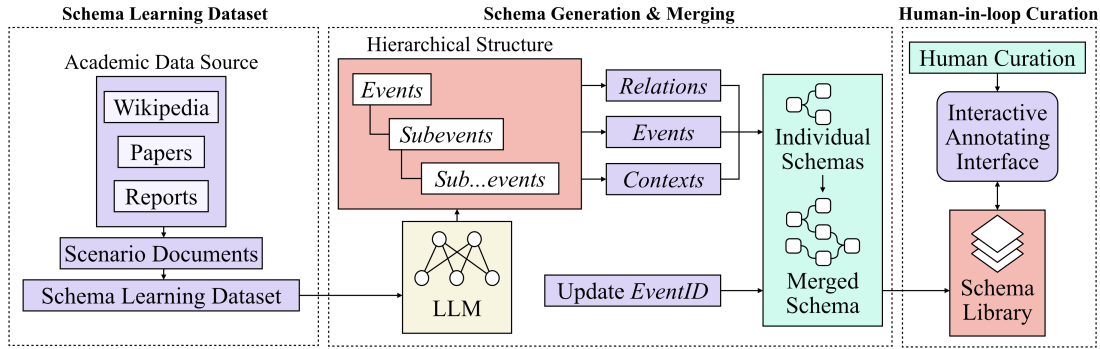 Schema Learning Dataset
Academic Data Source
Wikipedia
Papers
Reports
Scenario Documents
Schema Learning Dataset
Schema Generation & Merging
Hierarchical Structure
Events
Subevents
Sub...events
LLM
Relations
Events
Contexts
Update EventID
Individual
Schemas
Merged
Schema
Human-in-loop Curation
Human Curation
Interactive
Annotating
Interface
Schema
Library